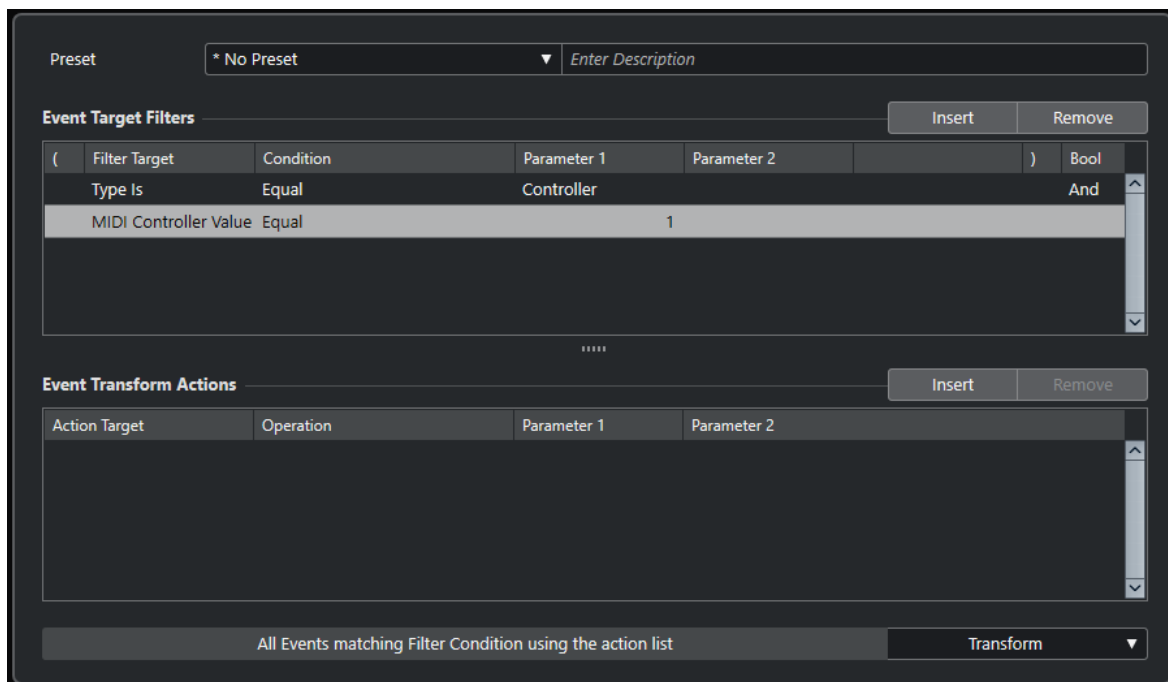 Preset * No Preset ▼ Enter Description
Event Target Filters Insert Remove
( Filter Target Condition Parameter 1 Parameter 2 ) Bool
Type Is Equal Controller And
MIDI Controller Value Equal 1
Event Transform Actions Insert Remove
Action Target Operation Parameter 1 Parameter 2
All Events matching Filter Condition using the action list Transform ▼